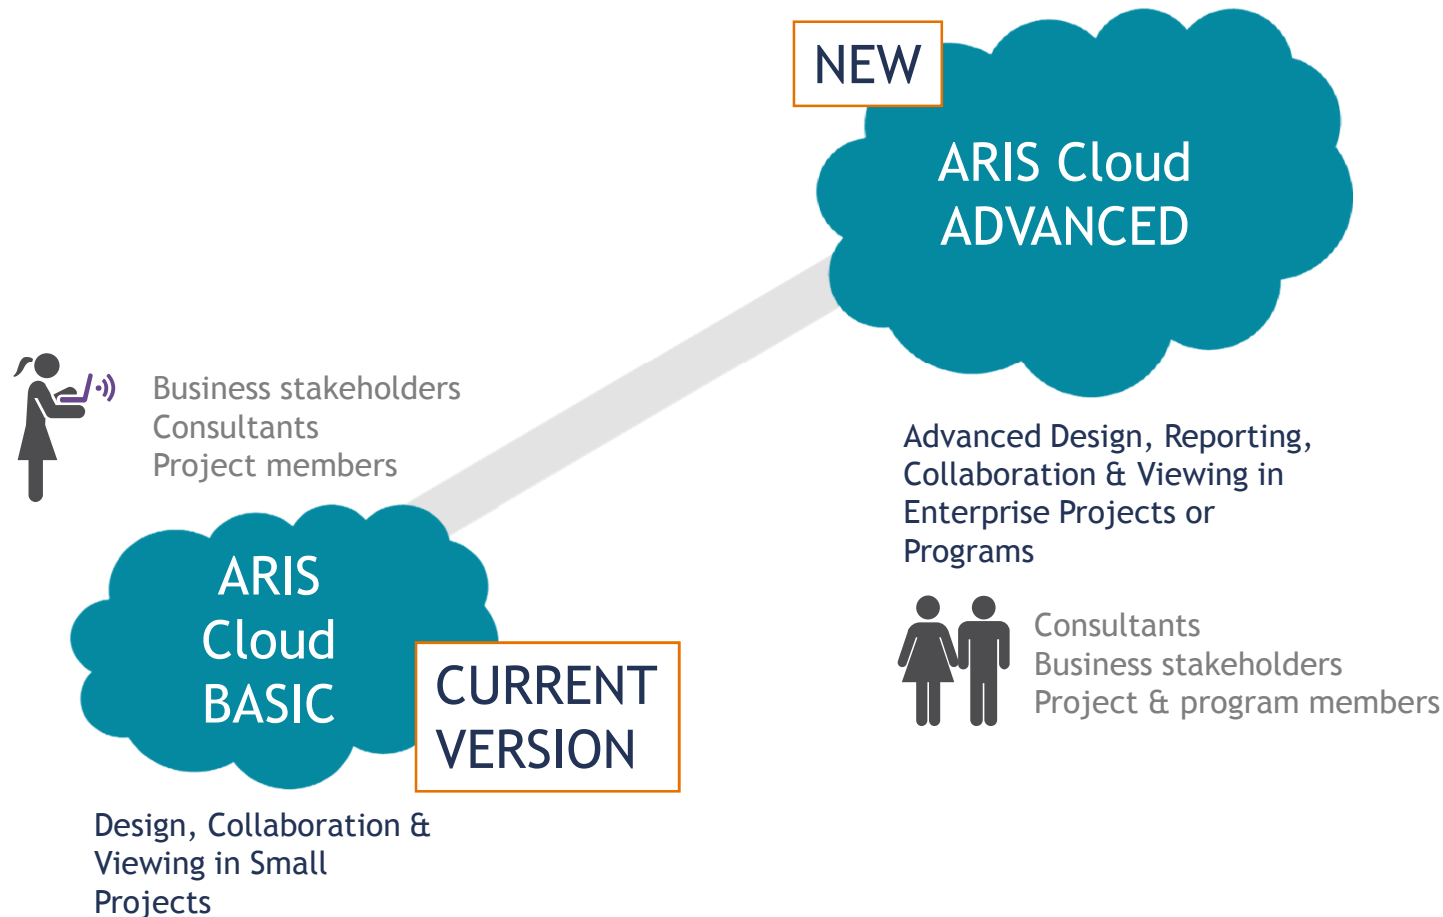 NEW
ARIS Cloud
ADVANCED
Business stakeholders
Consultants
Project members
Advanced Design, Reporting,
Collaboration & Viewing in
Enterprise Projects or
Programs
ARIS
Cloud
BASIC
CURRENT
VERSION
Consultants
Business stakeholders
Project & program members
Design, Collaboration &
Viewing in Small
Projects